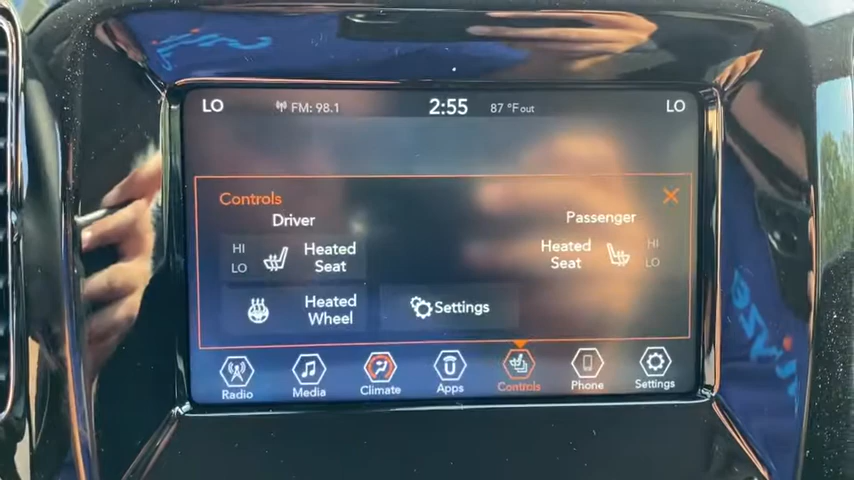 LO FM: 98.1 2:55 87 °F out LO
Controls
Driver Passenger
HI Heated Heated HI
LO Seat Seat LO
Heated Settings
Wheel
Radio Media Climate Apps Controls Phone Settings